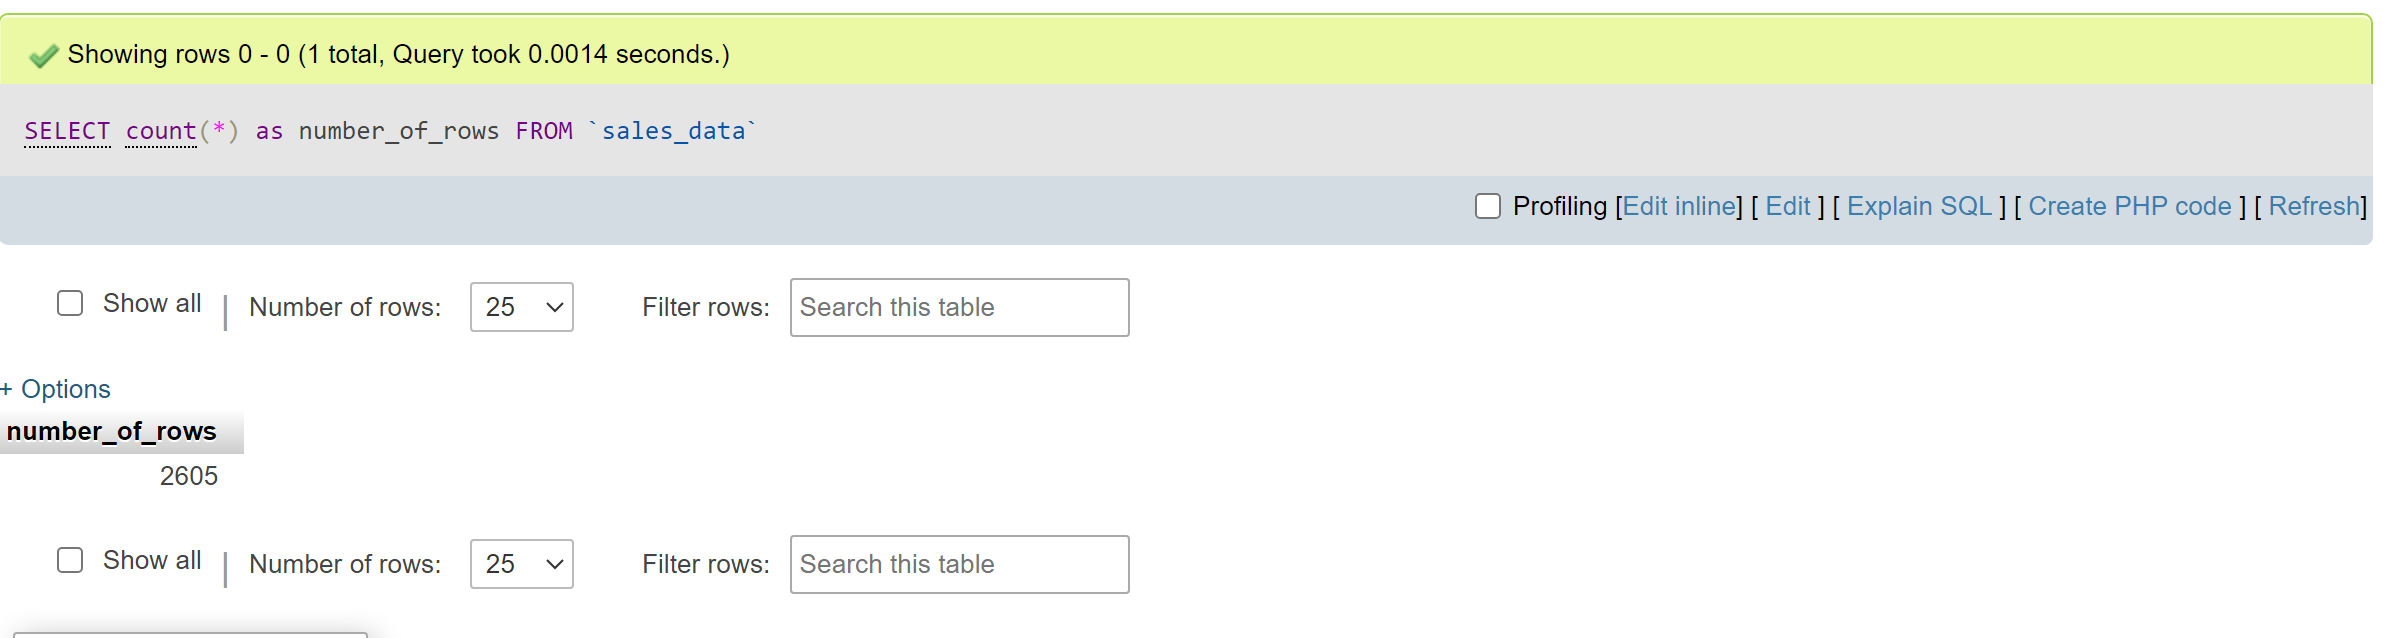 Showing rows 0 - 0 (1 total, Query took 0.0014 seconds.)
SELECT count(*) as number_of_rows FROM `sales_data`
Profiling [Edit inline] [ Edit ] [ Explain SQL ] [ Create PHP code ] [ Refresh]
Show all | Number of rows: 25 Filter rows: Search this table
+ Options
number_of_rows
2605
Show all | Number of rows: 25 Filter rows: Search this table